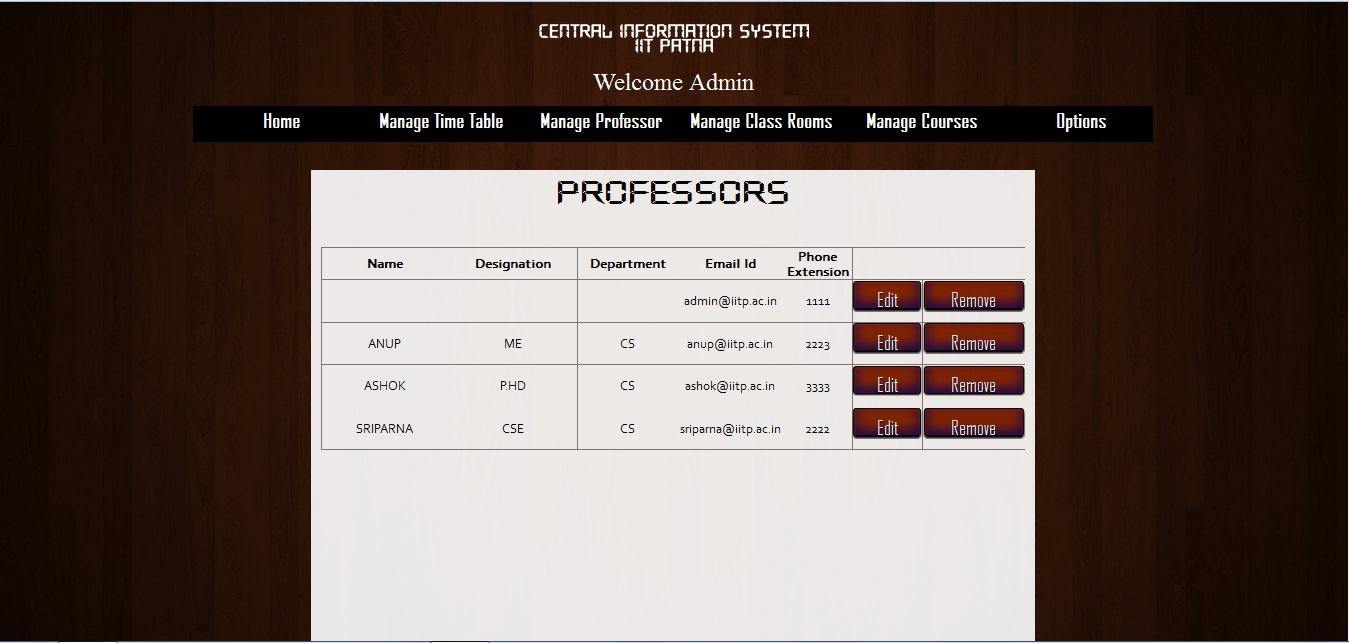 CENTRAL INFORMATION SYSTEM
IIT PATNA
Welcome Admin
Home Manage Time Table Manage Professor Manage Class Rooms Manage Courses Options
PROFESSORS
Name Designation Department Email Id Phone Extension
admin@iitp.ac.in 1111 Edit Remove
ANUP ME CS anup@iitp.ac.in 2223 Edit Remove
ASHOK P.HD CS ashok@iitp.ac.in 3333 Edit Remove
SRIPARNA CSE CS sriparna@iitp.ac.in 2222 Edit Remove